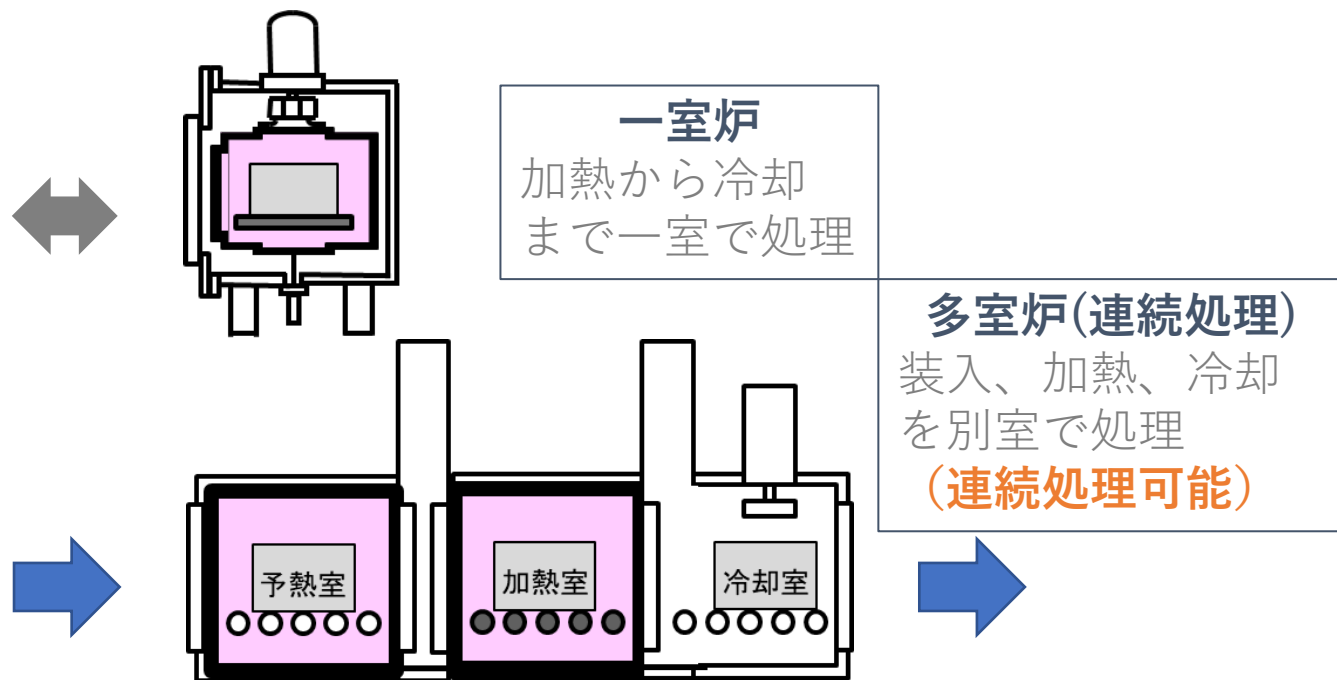 一室炉
加熱から冷却
まで一室で処理
多室炉(連続処理)
装入、加熱、冷却
を別室で処理
(連続処理可能)
予熱室
加熱室
冷却室